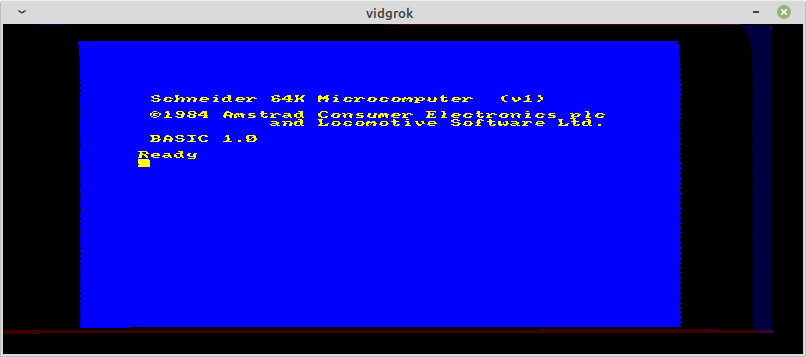 vidgrok
Schneider 64K Microcomputer (v1)
©1984 Amstrad Consumer Electronics plc
and Locomotive Software Ltd.
BASIC 1.0
Ready